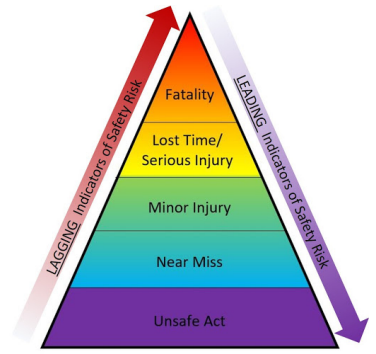 LAGGING Indicators of Safety Risk
LEADING Indicators of Safety Risk
Fatality
Lost Time/
Serious Injury
Minor Injury
Near Miss
Unsafe Act